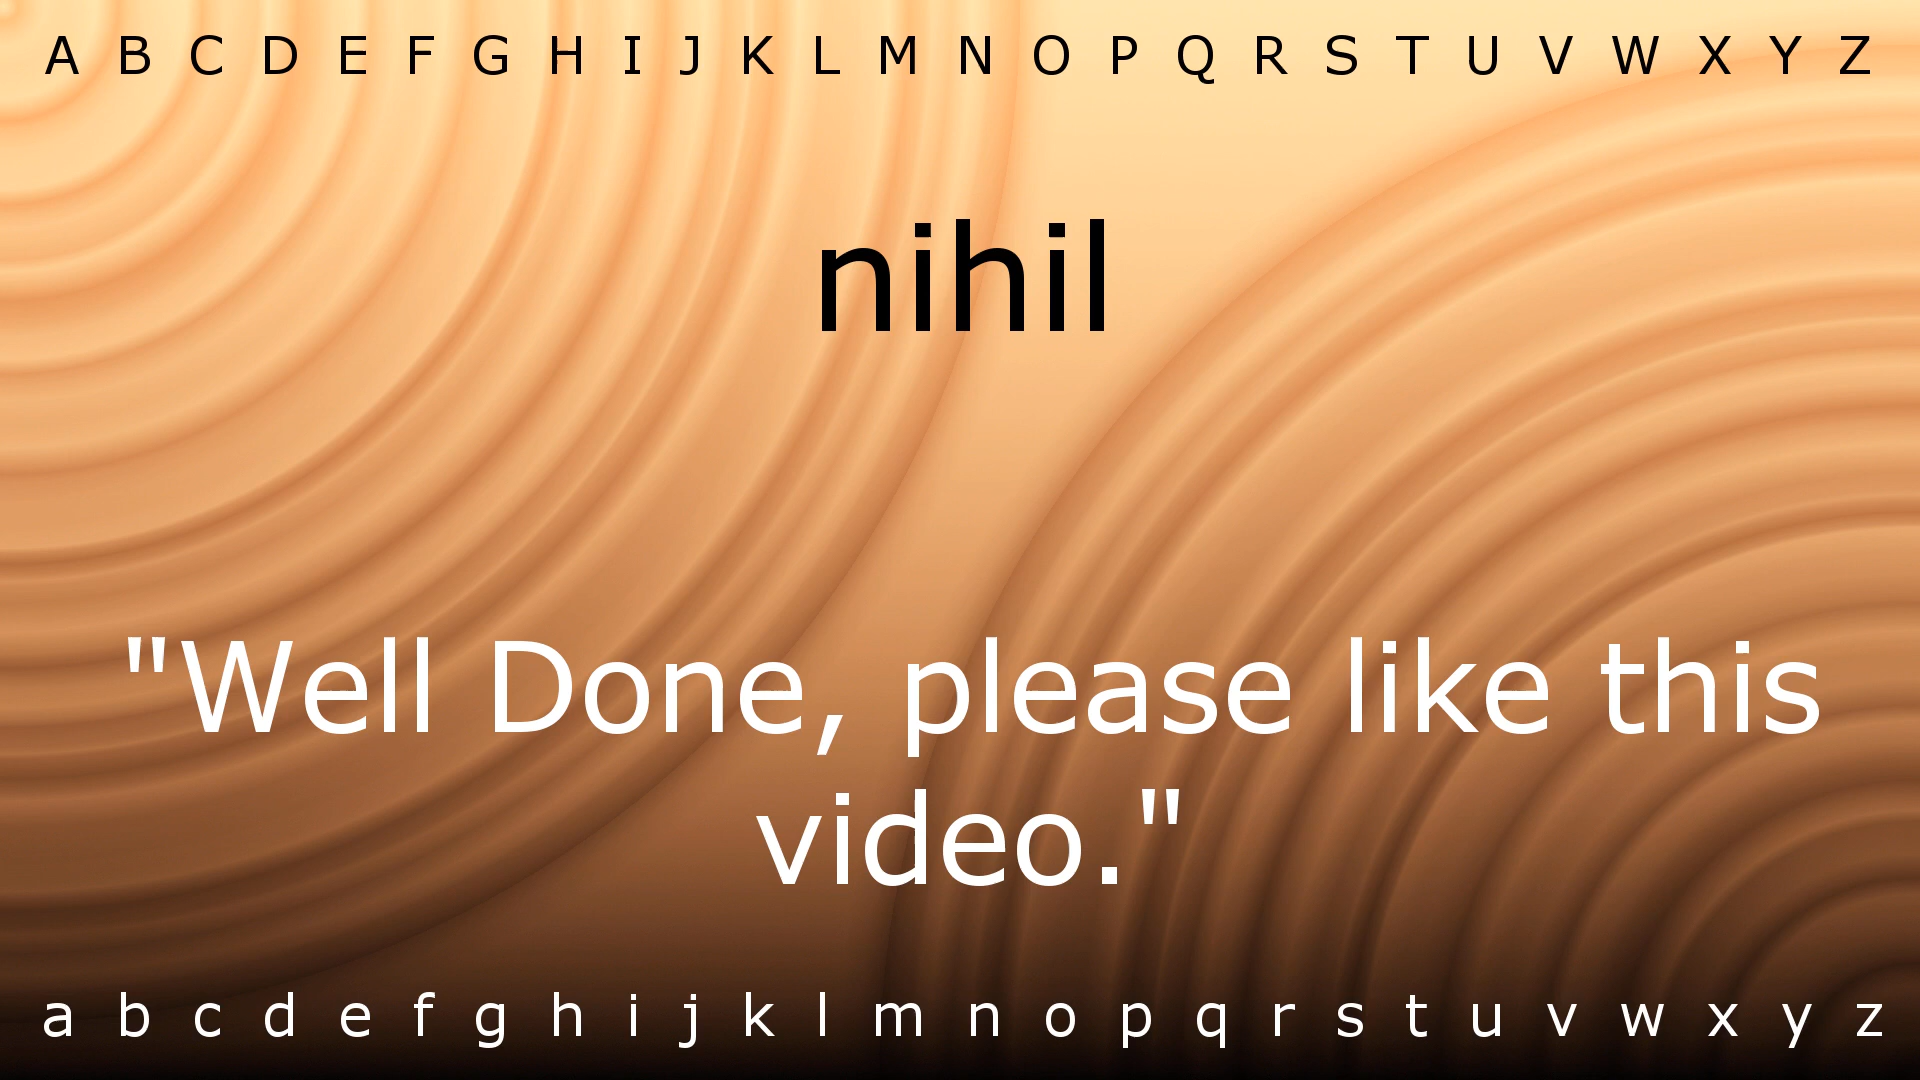 A B C D E F G H I J K L M N O P Q R S T U V W X Y Z
nihil
"Well Done, please like this
video."
a b c d e f g h i j k l m n o p q r s t u v w x y z